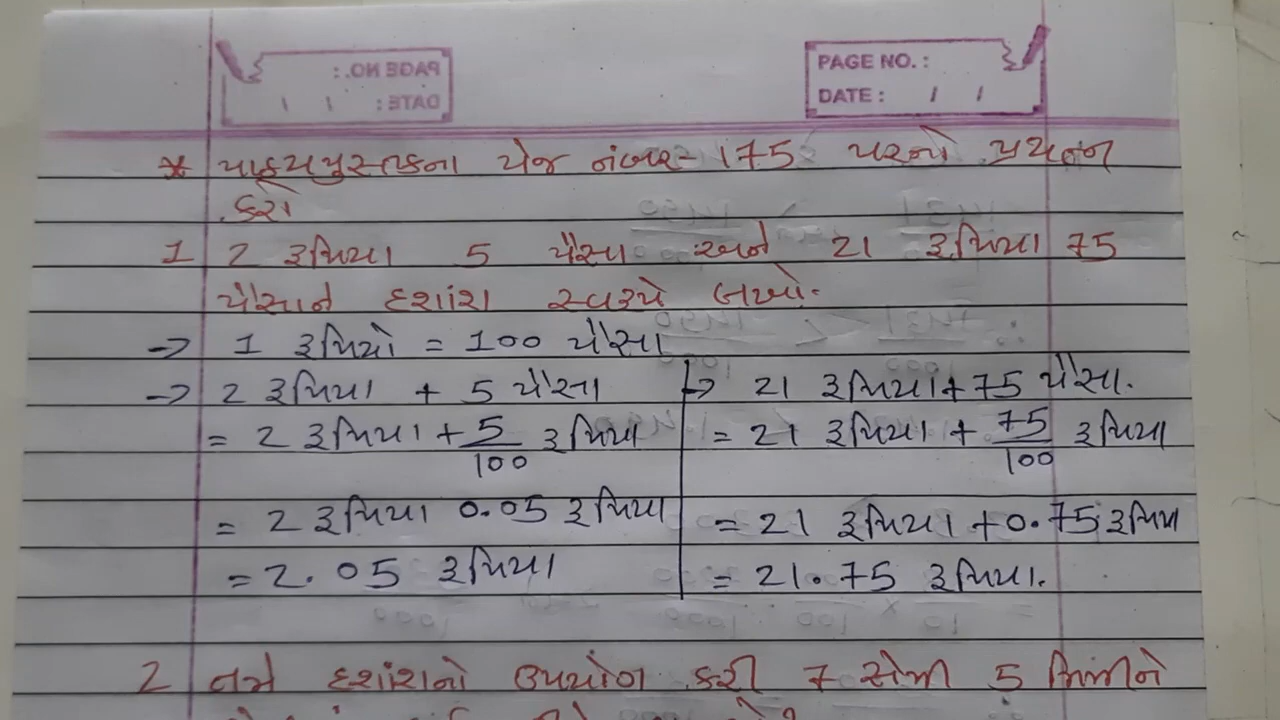 PAGE NO.:
DATE: / /
* પાઠ્યપુસ્તકના પેજ નંબર- 175 પરનો પ્રયત્ન
કરો
1 2 રૂપિયા 5 પૈસા અને 21 રૂપિયા 75
પૈસાને દશાંશ સ્વરૂપે લખો.
→ 1 રૂપિયો = 100 પૈસા
→ 2 રૂપિયા + 5 પૈસા
= 2 રૂપિયા + 5/100 રૂપિયા
= 2 રૂપિયા 0.05 રૂપિયા
= 2.05 રૂપિયા
↳ 21 રૂપિયા + 75 પૈસા.
= 21 રૂપિયા + 75/100 રૂપિયા
= 21 રૂપિયા + 0.75 રૂપિયા
= 21.75 રૂપિયા.
2 તમે દશાંશનો ઉપયોગ કરી 7 સેમી 5 મિમીને